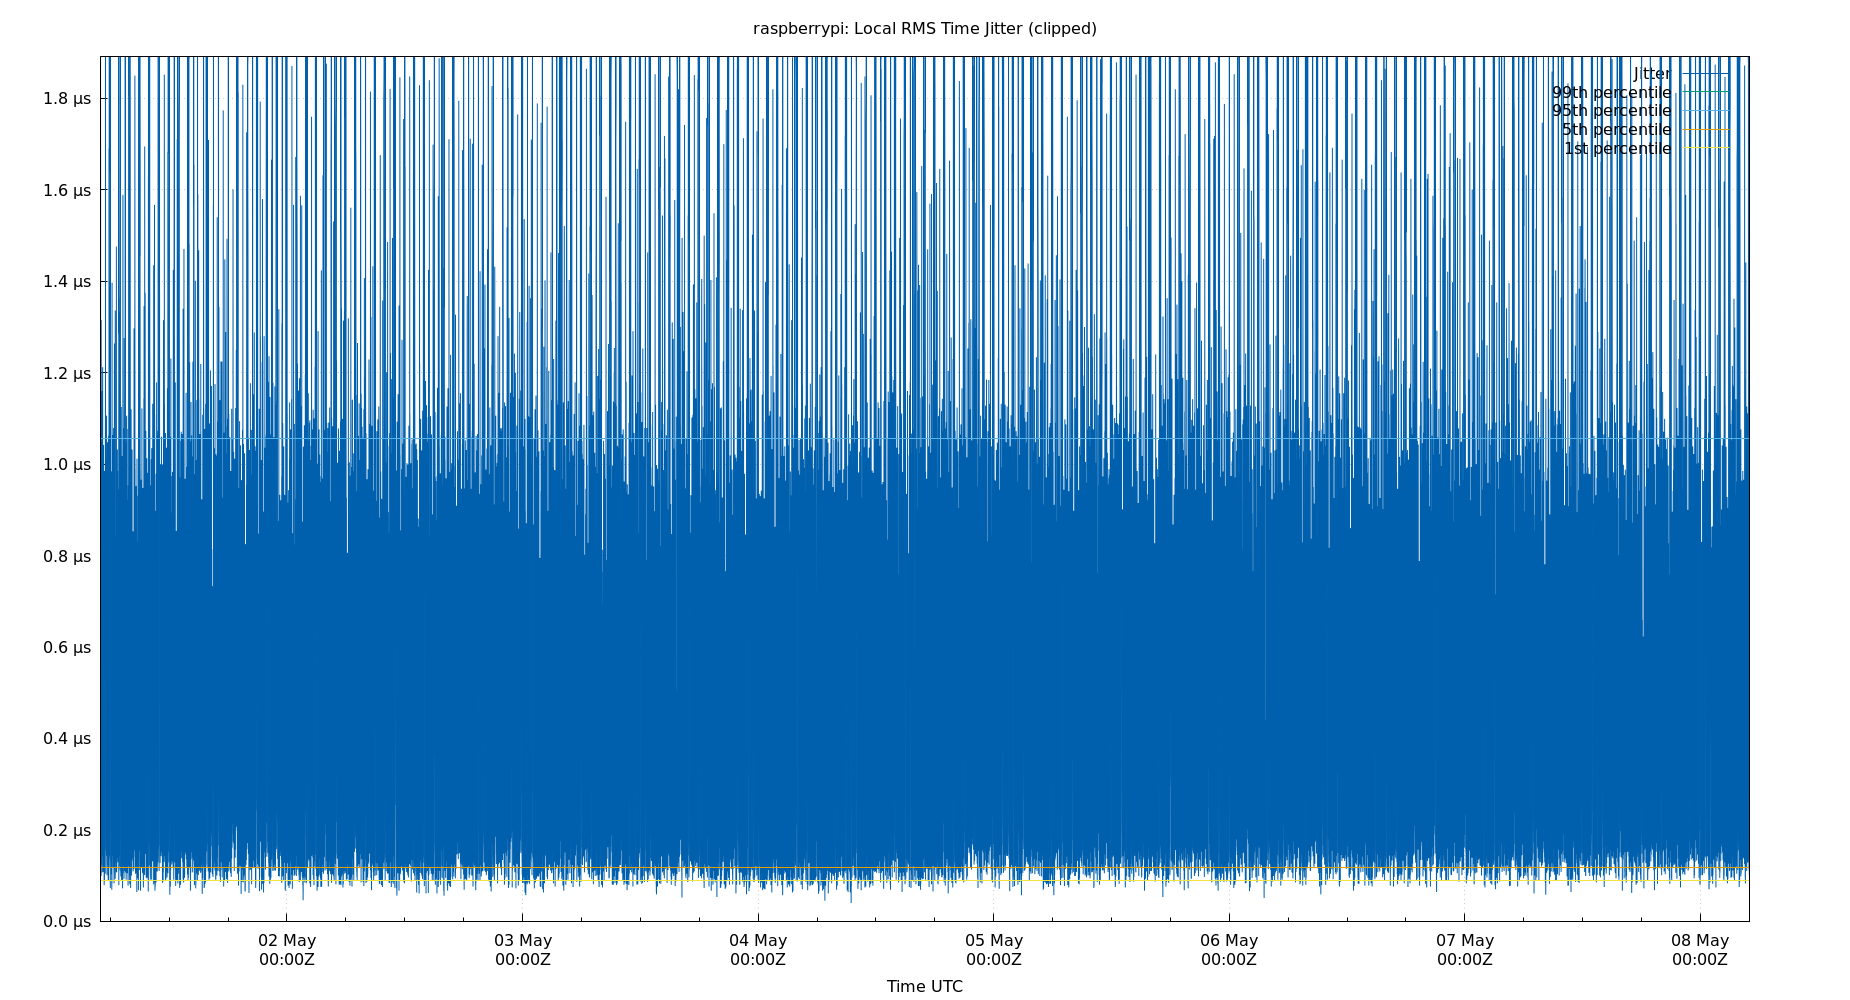 raspberrypi: Local RMS Time Jitter (clipped)
Jitter
99th percentile
95th percentile
5th percentile
1st percentile
1.8 µs
1.6 µs
1.4 µs
1.2 µs
1.0 µs
0.8 µs
0.6 µs
0.4 µs
0.2 µs
0.0 µs
02 May 03 May 04 May 05 May 06 May 07 May 08 May
00:00Z 00:00Z 00:00Z 00:00Z 00:00Z 00:00Z 00:00Z
Time UTC